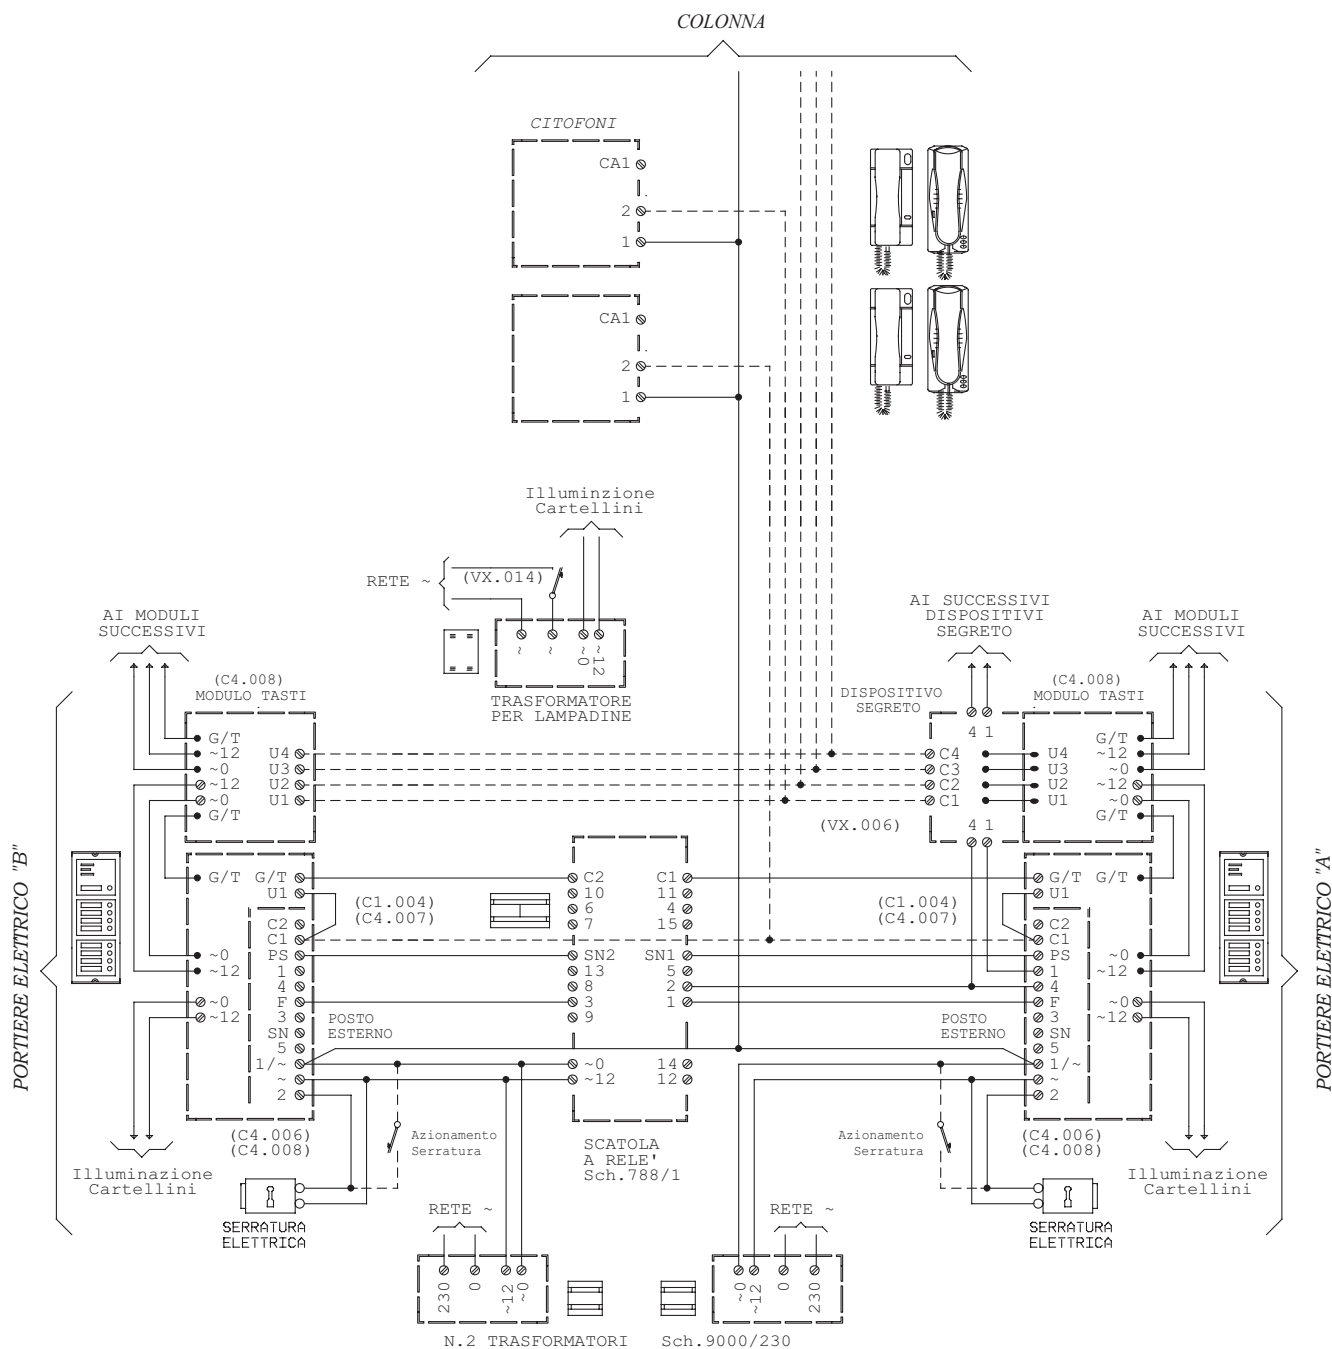 COLONNA
CITOFONI
CA1
2
1
CA1
2
1
Illuminzione
Cartellini
RETE ~
(VX.014)
~
~
~0
~12
TRASFORMATORE
PER LAMPADINE
AI MODULI
SUCCESSIVI
(C4.008)
MODULO TASTI
G/T
~12
~0
~12
~0
G/T
U4
U3
U2
U1
AI SUCCESSIVI
DISPOSITIVI
SEGRETO
AI MODULI
SUCCESSIVI
DISPOSITIVO
SEGRETO
(C4.008)
MODULO TASTI
4 1
C4
C3
C2
C1
4 1
(VX.006)
U4
U3
U2
U1
G/T
~12
~0
~12
~0
G/T
PORTIERE ELETTRICO "B"
G/T
~0
~12
~0
~12
G/T
U1
C2
C1
PS
1
4
F
3
SN
5
1/~
~
2
(C1.004)
(C4.007)
POSTO
ESTERNO
C2
10
6
7
SN2
13
8
3
9
~0
~12
C1
11
4
15
SN1
5
2
1
14
12
SCATOLA
A RELE'
Sch.788/1
(C1.004)
(C4.007)
POSTO
ESTERNO
G/T
U1
C2
C1
PS
1
4
F
3
SN
5
1/~
~
2
G/T
~0
~12
~0
~12
PORTIERE ELETTRICO "A"
(C4.006)
(C4.008)
Azionamento
Serratura
Illuminazione
Cartellini
SERRATURA
ELETTRICA
Azionamento
Serratura
(C4.006)
(C4.008)
Illuminazione
Cartellini
SERRATURA
ELETTRICA
RETE ~
230
0
~12
~0
RETE ~
~0
~12
0
230
N.2 TRASFORMATORI Sch.9000/230